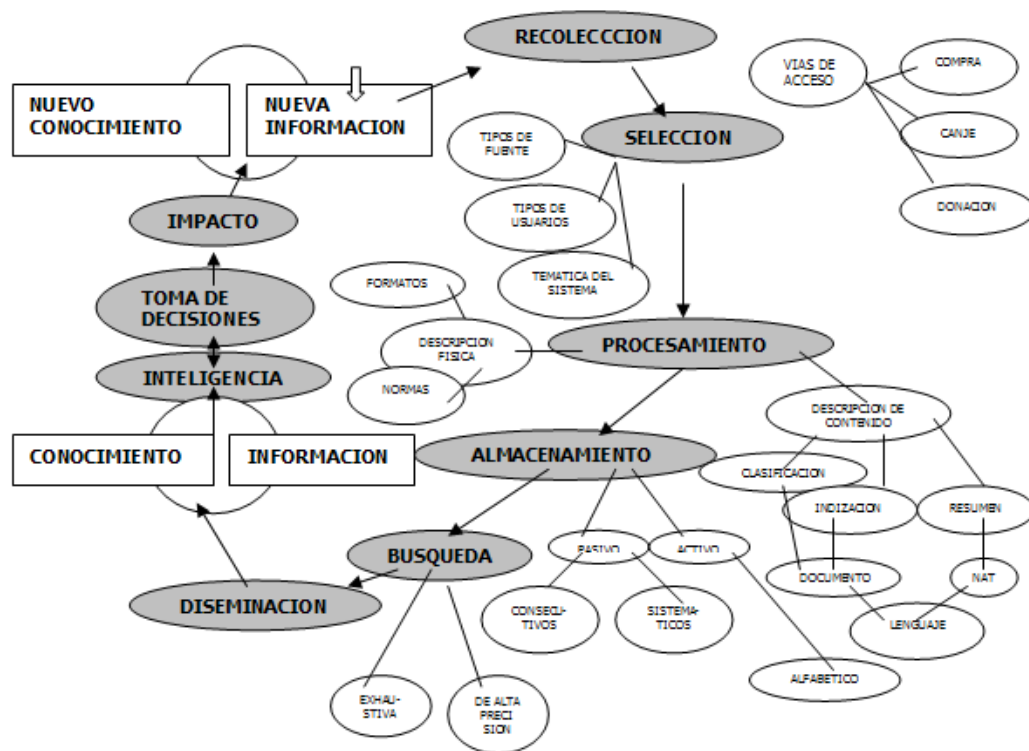 RECOLECCCION
NUEVO
CONOCIMIENTO
NUEVA
INFORMACION
VIAS DE
ACCESO
COMPRA
CANJE
DONACION
SELECCION
TIPOS DE
FUENTE
TIPOS DE
USUARIOS
TEMATICA DEL
SISTEMA
IMPACTO
TOMA DE
DECISIONES
INTELIGENCIA
FORMATOS
DESCRIPCION
FISICA
NORMAS
PROCESAMIENTO
DESCRIPCION DE
CONTENIDO
CONOCIMIENTO
INFORMACION
ALMACENAMIENTO
CLASIFICACION
INDIZACION
RESUMEN
BUSQUEDA
PASIVO
ACTIVO
DOCUMENTO
NAT
DISEMINACION
CONSECU-
TIVOS
SISTEMA-
TICOS
LENGUAJE
ALFABETICO
EXHAU-
STIVA
DE ALTA
PRECI
SION